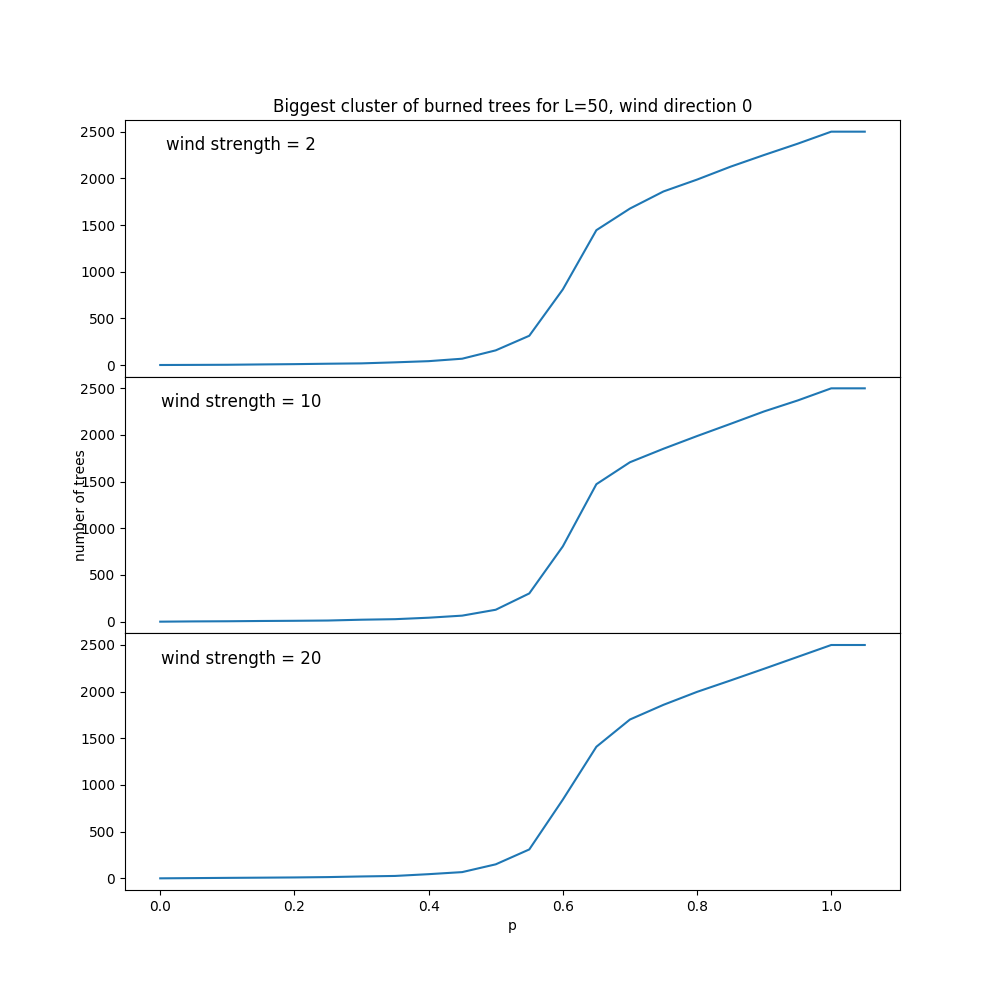 Biggest cluster of burned trees for L=50, wind direction 0
2500
wind strength = 2
2000
1500
1000
500
0
2500
wind strength = 10
2000
1500
number of trees
1000
500
0
2500
wind strength = 20
2000
1500
1000
500
0
0.0 0.2 0.4 0.6 0.8 1.0
p